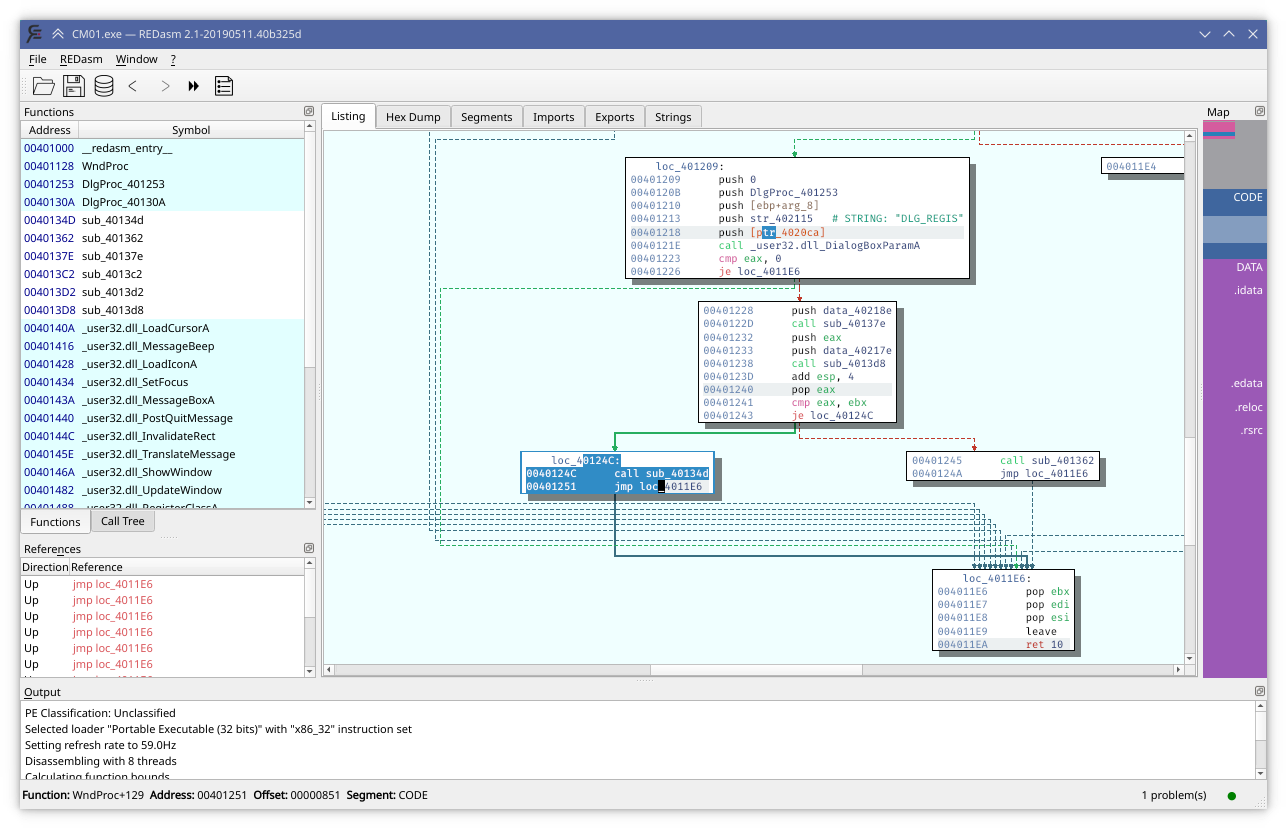 CM01.exe — REDasm 2.1-20190511.40b325d
File REDasm Window ?
Functions
Address Symbol
00401000 __redasm_entry__
00401128 WndProc
00401253 DlgProc_401253
0040130A DlgProc_40130A
0040134D sub_40134d
00401362 sub_401362
0040137E sub_40137e
004013C2 sub_4013c2
004013D2 sub_4013d2
004013D8 sub_4013d8
0040140A _user32.dll_LoadCursorA
00401416 _user32.dll_MessageBeep
00401428 _user32.dll_LoadIconA
00401434 _user32.dll_SetFocus
0040143A _user32.dll_MessageBoxA
00401440 _user32.dll_PostQuitMessage
0040144C _user32.dll_InvalidateRect
0040145E _user32.dll_TranslateMessage
0040146A _user32.dll_ShowWindow
00401482 _user32.dll_UpdateWindow
00401488 _user32.dll_RegisterClassA
Functions Call Tree
References
Direction Reference
Up jmp loc_4011E6
Up jmp loc_4011E6
Up jmp loc_4011E6
Up jmp loc_4011E6
Up jmp loc_4011E6
Up jmp loc_4011E6
Listing Hex Dump Segments Imports Exports Strings
loc_401209:
00401209 push 0
0040120B push DlgProc_401253
00401210 push [ebp+arg_8]
00401213 push str_402115 # STRING: "DLG_REGIS"
00401218 push [ptr_4020ca]
0040121E call _user32.dll_DialogBoxParamA
00401223 cmp eax, 0
00401226 je loc_4011E6
004011E4
00401228 push data_40218e
0040122D call sub_40137e
00401232 push eax
00401233 push data_40217e
00401238 call sub_4013d8
0040123D add esp, 4
00401240 pop eax
00401241 cmp eax, ebx
00401243 je loc_40124C
loc_40124C:
0040124C call sub_40134d
00401251 jmp loc_4011E6
00401245 call sub_401362
0040124A jmp loc_4011E6
loc_4011E6:
004011E6 pop ebx
004011E7 pop edi
004011E8 pop esi
004011E9 leave
004011EA ret 10
Map
CODE
DATA
.idata
.edata
.reloc
.rsrc
Output
PE Classification: Unclassified
Selected loader "Portable Executable (32 bits)" with "x86_32" instruction set
Setting refresh rate to 59.0Hz
Disassembling with 8 threads
Calculating function bounds
Function: WndProc+129 Address: 00401251 Offset: 00000851 Segment: CODE
1 problem(s)